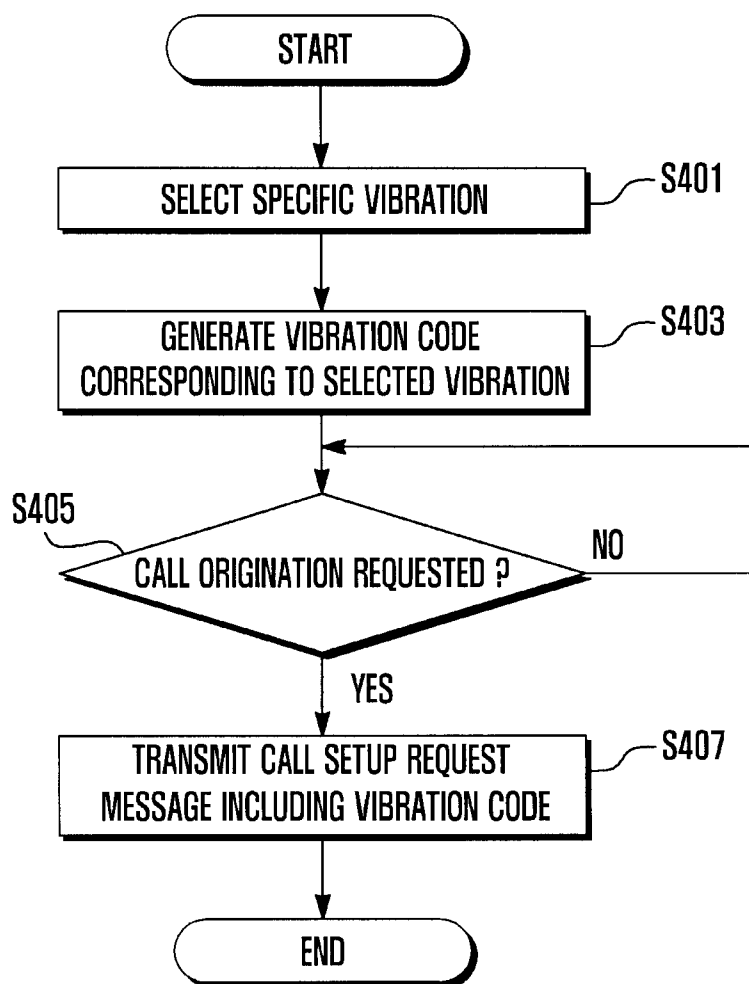 START
SELECT SPECIFIC VIBRATION
S401
GENERATE VIBRATION CODE
CORRESPONDING TO SELECTED VIBRATION
S403
S405
CALL ORIGINATION REQUESTED ?
NO
YES
TRANSMIT CALL SETUP REQUEST
MESSAGE INCLUDING VIBRATION CODE
S407
END